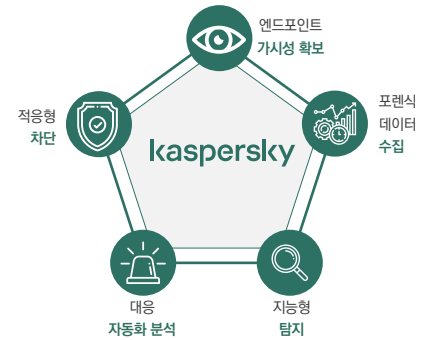 엔드포인트
가시성 확보
포렌식
데이터
수집
지능형
탐지
대응
자동화 분석
적응형
차단
kaspersky